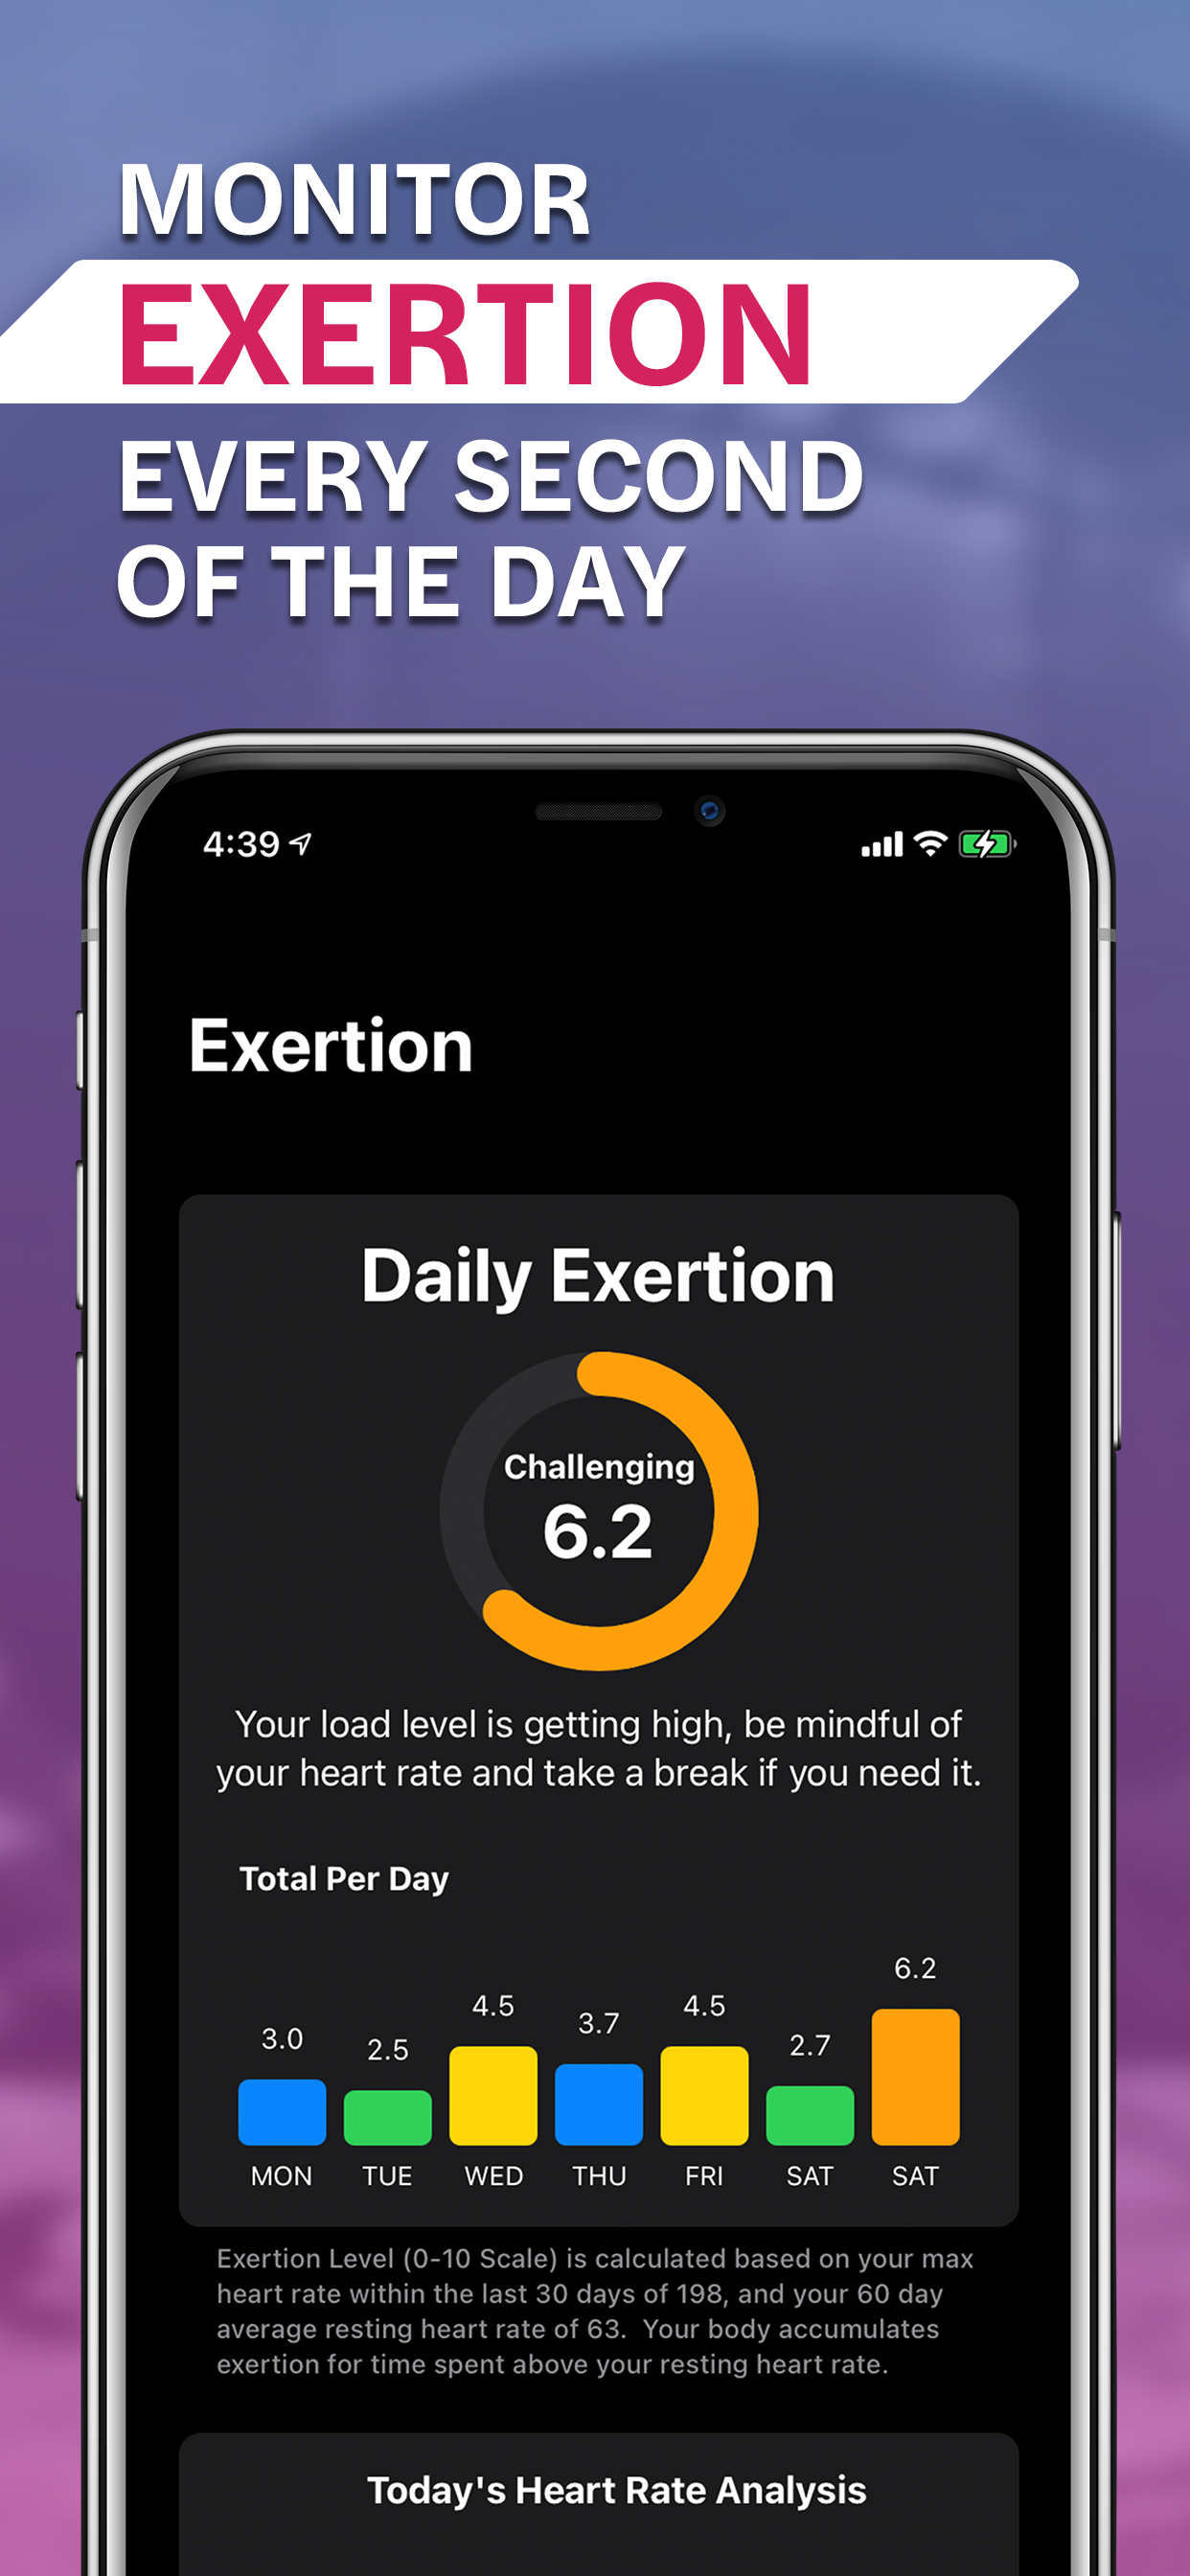 MONITOR
EXERTION
EVERY SECOND
OF THE DAY
4:39
Exertion
Daily Exertion
Challenging
6.2
Your load level is getting high, be mindful of
your heart rate and take a break if you need it.
Total Per Day
3.0 2.5 4.5 3.7 4.5 2.7 6.2
MON TUE WED THU FRI SAT SAT
Exertion Level (0-10 Scale) is calculated based on your max
heart rate within the last 30 days of 198, and your 60 day
average resting heart rate of 63.  Your body accumulates
exertion for time spent above your resting heart rate.
Today's Heart Rate Analysis